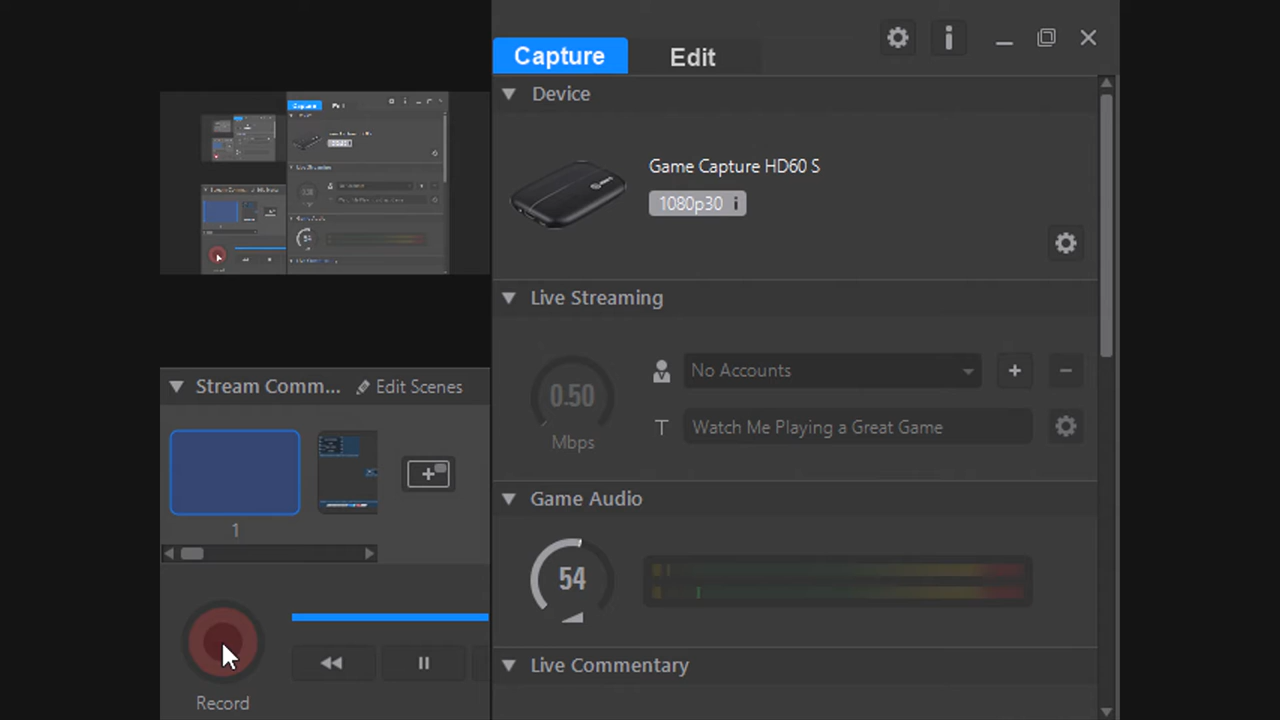 Capture
Edit
Device
Game Capture HD60 S
1080p30 i
Live Streaming
No Accounts
0.50
Mbps
T Watch Me Playing a Great Game
Stream Comm... Edit Scenes
1
Game Audio
54
Live Commentary
Record